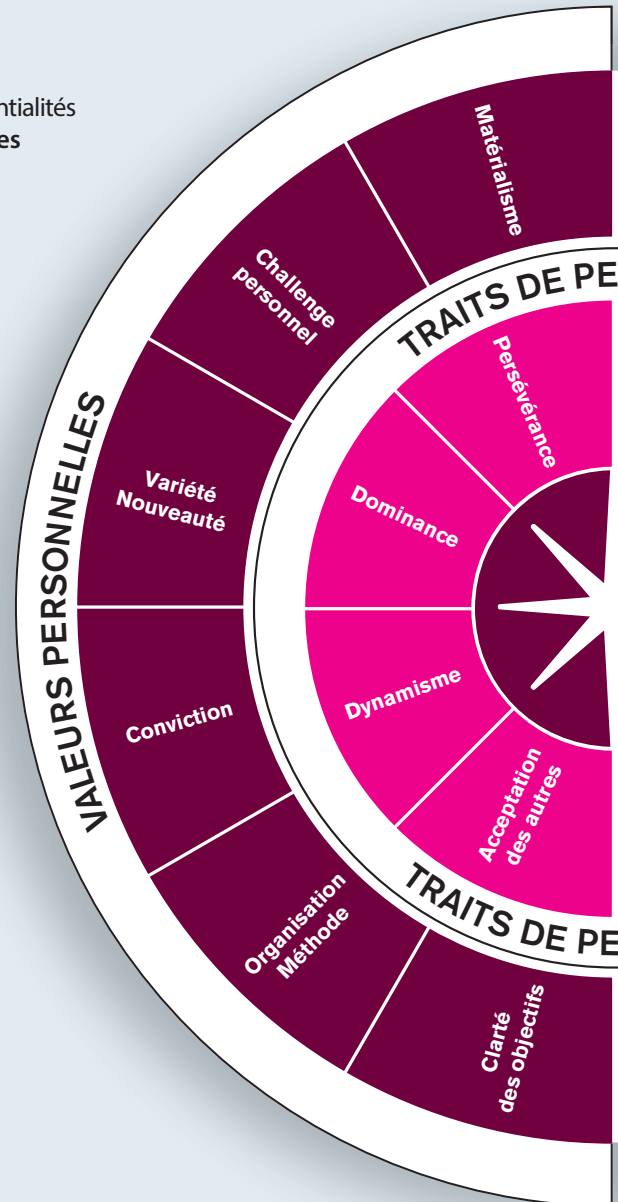 ntialités
es
VALEURS PERSONNELLES
Matérialisme
Challenge
personnel
Variété
Nouveauté
Conviction
Organisation
Méthode
Clarté
des objectifs
TRAITS DE PE
Persévérance
Dominance
Dynamisme
Acceptation
des autres
TRAITS DE PE